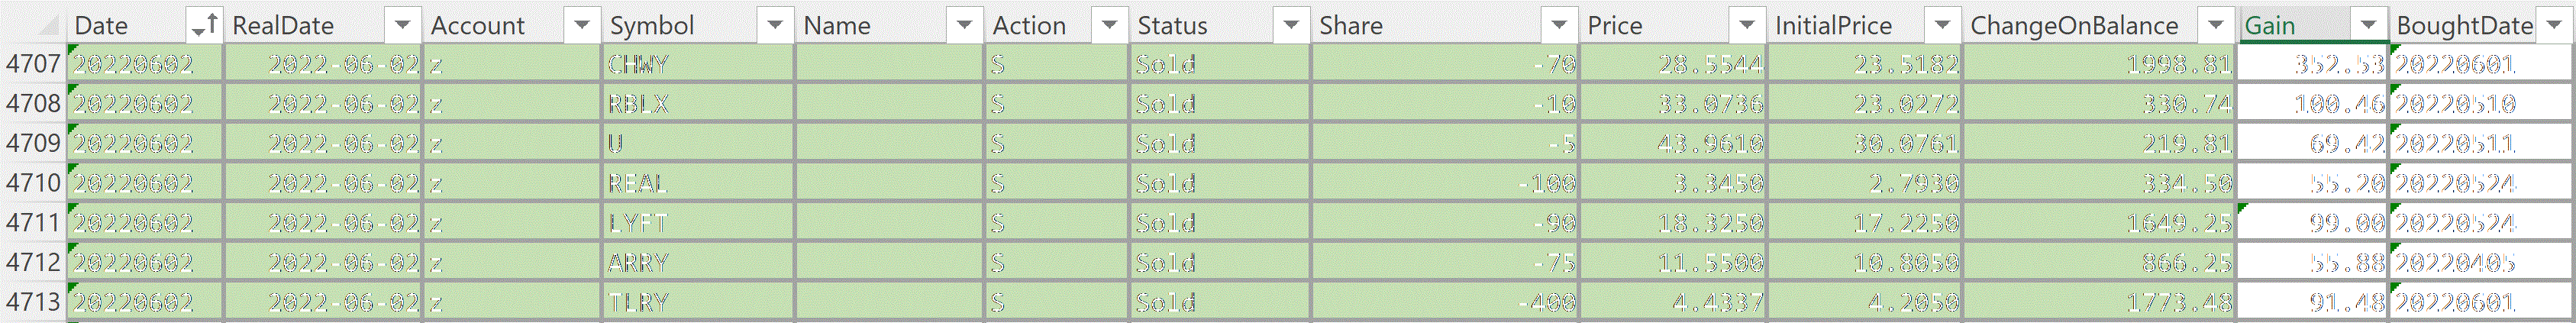 Date RealDate Account Symbol Name Action Status Share Price InitialPrice ChangeOnBalance Gain BoughtDate
4707 20220602 2022-06-02 z CHWY S Sold -70 28.5544 23.5182 1998.81 352.53 20220601
4708 20220602 2022-06-02 z RBLX S Sold -10 33.0736 23.0272 330.74 100.46 20220510
4709 20220602 2022-06-02 z U S Sold -5 43.9610 30.0761 219.81 69.42 20220511
4710 20220602 2022-06-02 z REAL S Sold -100 3.3450 2.7930 334.50 55.20 20220524
4711 20220602 2022-06-02 z LYFT S Sold -90 18.3250 17.2250 1649.25 99.00 20220524
4712 20220602 2022-06-02 z ARRY S Sold -75 11.5500 10.8050 866.25 55.88 20220405
4713 20220602 2022-06-02 z TLRY S Sold -400 4.4337 4.2050 1773.48 91.48 20220601